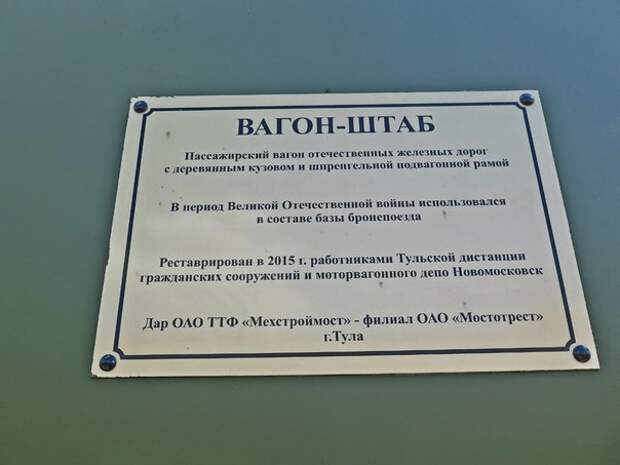 ВАГОН-ШТАБ
Пассажирский вагон отечественных железных дорог
с деревянным кузовом и шпренгельной подвагонной рамой
В период Великой Отечественной войны использовался
в составе базы бронепоезда
Реставрирован в 2015 г. работниками Тульской дистанции
гражданских сооружений и моторвагонного депо Новомосковск
Дар ОАО ТТФ «Мехстроймост» - филиал ОАО «Мостотрест»
г.Тула